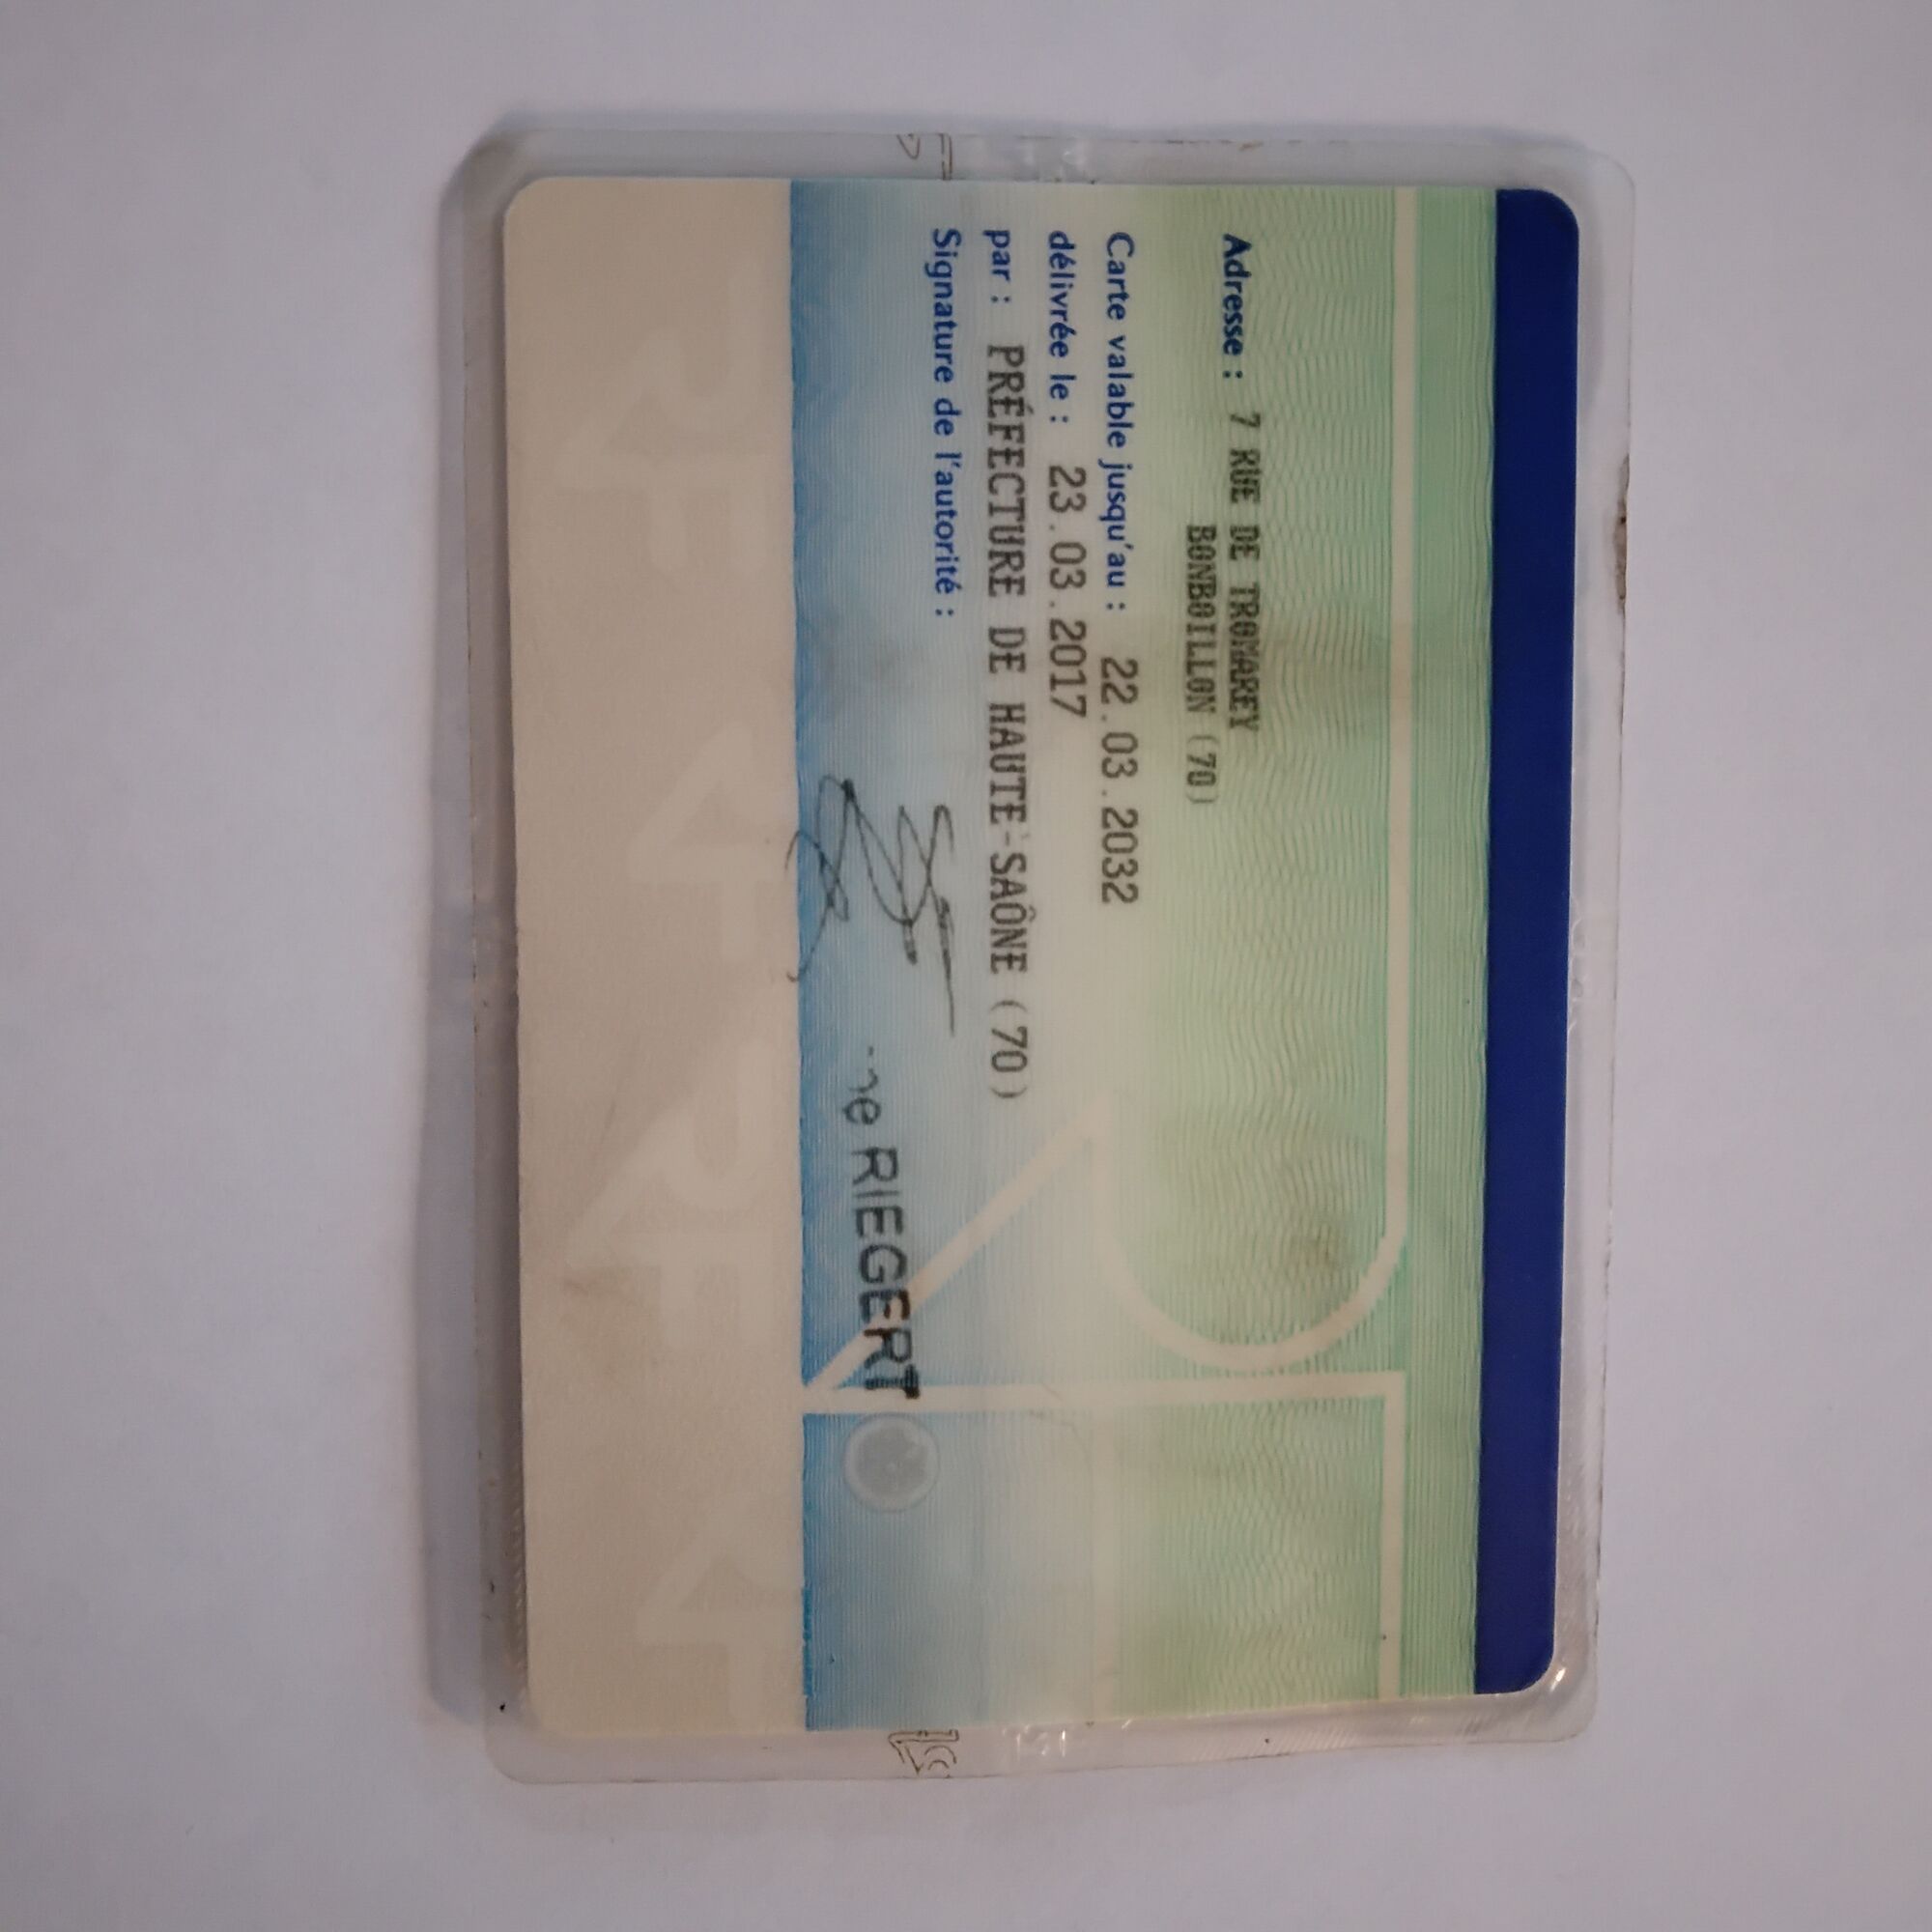 Adresse : 7 RUE DE TROMAREY
BONBOILLON (70)
Carte valable jusqu'au : 22.03.2032
délivrée le : 23.03.2017
par : PRÉFECTURE DE HAUTE-SAÔNE (70)
Signature de l'autorité :
RIEGERT